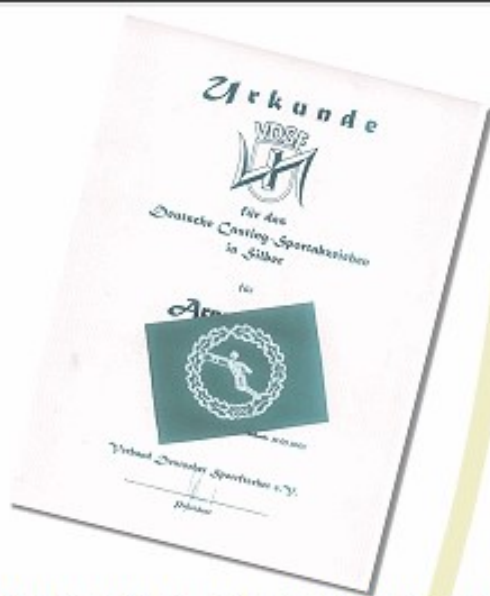 Urkunde
VDSF
für das
Deutsche Casting-Sportabzeichen
in Silber
für
Verband Deutscher Sportfischer e.V.
Präsident